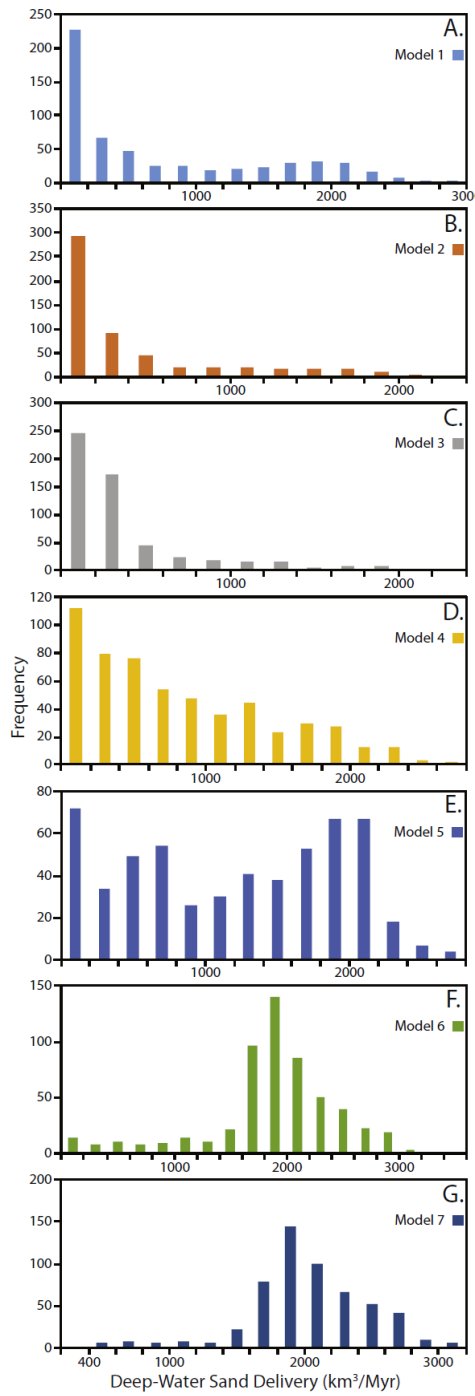 A.
Model 1
250
200
150
100
50
0
1000 2000 300
B.
Model 2
350
300
250
200
150
100
50
0
1000 2000
C.
Model 3
300
250
200
150
100
50
0
1000 2000
D.
Model 4
120
100
80
60
40
20
0
1000 2000
Frequency
E.
Model 5
80
60
40
20
0
1000 2000
F.
Model 6
150
100
50
0
1000 2000 3000
G.
Model 7
200
150
100
50
0
400 1000 2000 3000
Deep-Water Sand Delivery (km³/Myr)